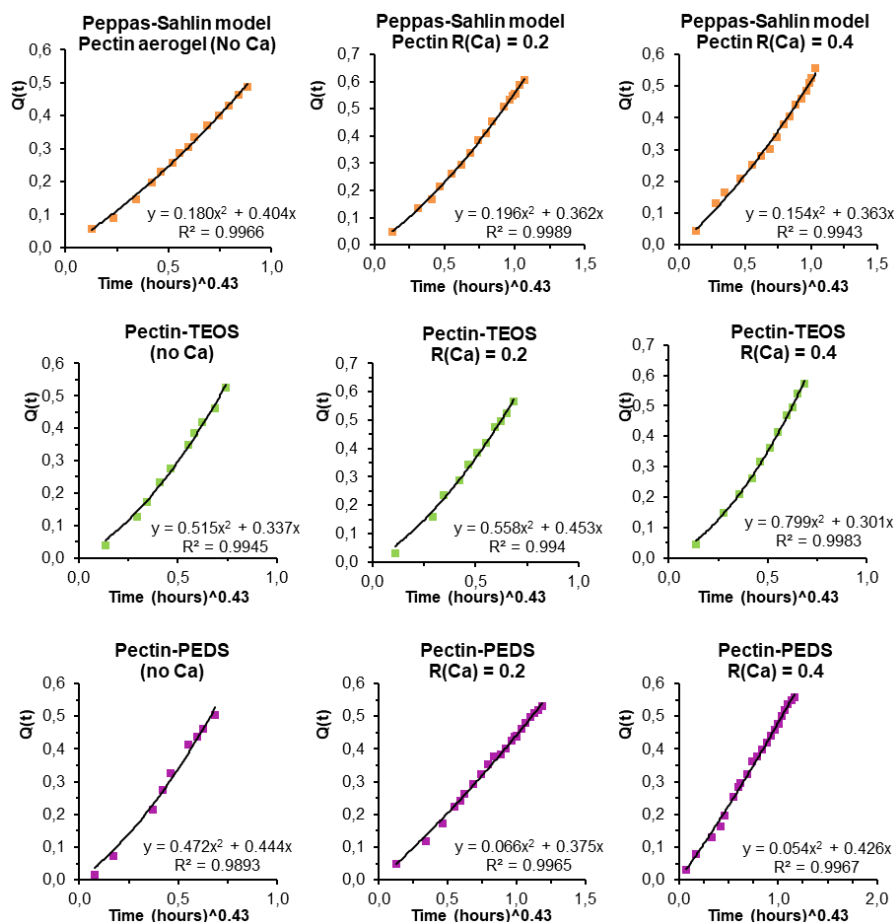 Peppas-Sahlin model
Pectin aerogel (No Ca)
Q(t)
0,6
0,5
0,4
0,3
0,2
0,1
0,0
y = 0.180x² + 0.404x
R² = 0.9966
0,0 0,5 1,0
Time (hours)^0.43
Peppas-Sahlin model
Pectin R(Ca) = 0.2
Q(t)
0,7
0,6
0,5
0,4
0,3
0,2
0,1
0,0
y = 0.196x² + 0.362x
R² = 0.9989
0,0 0,5 1,0 1,5
Time (hours)^0.43
Peppas-Sahlin model
Pectin R(Ca) = 0.4
Q(t)
0,6
0,5
0,4
0,3
0,2
0,1
0,0
y = 0.154x² + 0.363x
R² = 0.9943
0,0 0,5 1,0 1,5
Time (hours)^0.43
Pectin-TEOS
(no Ca)
Q(t)
0,6
0,5
0,4
0,3
0,2
0,1
0,0
y = 0.515x² + 0.337x
R² = 0.9945
0,0 0,5 1,0
Time (hours)^0.43
Pectin-TEOS
R(Ca) = 0.2
Q(t)
0,7
0,6
0,5
0,4
0,3
0,2
0,1
0,0
y = 0.558x² + 0.453x
R² = 0.994
0,0 0,5 1,0
Time (hours)^0.43
Pectin-TEOS
R(Ca) = 0.4
Q(t)
0,7
0,6
0,5
0,4
0,3
0,2
0,1
0,0
y = 0.799x² + 0.301x
R² = 0.9983
0,0 0,5 1,0
Time (hours)^0.43
Pectin-PEDS
(no Ca)
Q(t)
0,6
0,5
0,4
0,3
0,2
0,1
0,0
y = 0.472x² + 0.444x
R² = 0.9893
0,0 0,5 1,0
Time (hours)^0.43
Pectin-PEDS
R(Ca) = 0.2
Q(t)
0,6
0,5
0,4
0,3
0,2
0,1
0,0
y = 0.066x² + 0.375x
R² = 0.9965
0,0 0,5 1,0 1,5
Time (hours)^0.43
Pectin-PEDS
R(Ca) = 0.4
Q(t)
0,6
0,5
0,4
0,3
0,2
0,1
0,0
y = 0.054x² + 0.426x
R² = 0.9967
0,0 0,5 1,0 1,5 2,0
Time (hours)^0.43